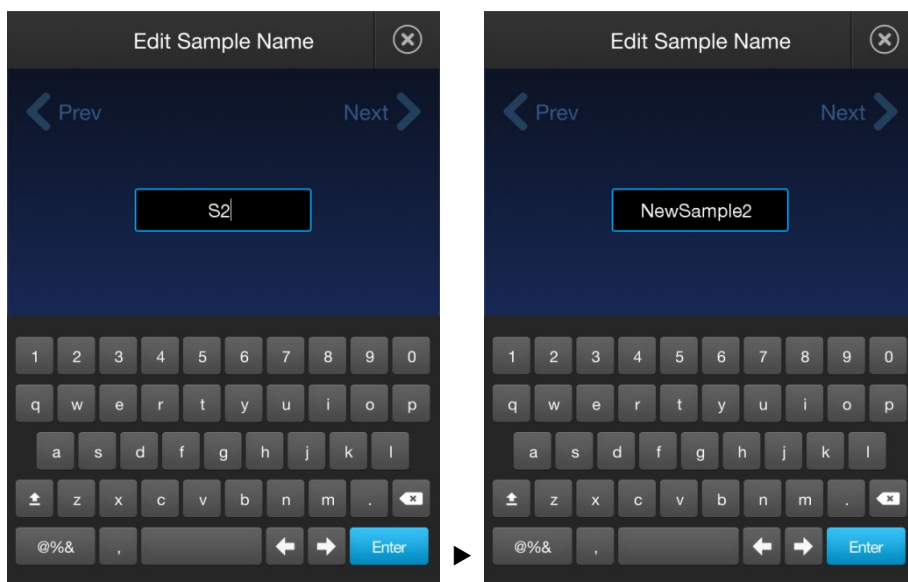 Edit Sample Name
Prev Next
S2
1 2 3 4 5 6 7 8 9 0
q w e r t y u i o p
a s d f g h j k l
z x c v b n m .
@%& , Enter
Edit Sample Name
Prev Next
NewSample2
1 2 3 4 5 6 7 8 9 0
q w e r t y u i o p
a s d f g h j k l
z x c v b n m .
@%& , Enter